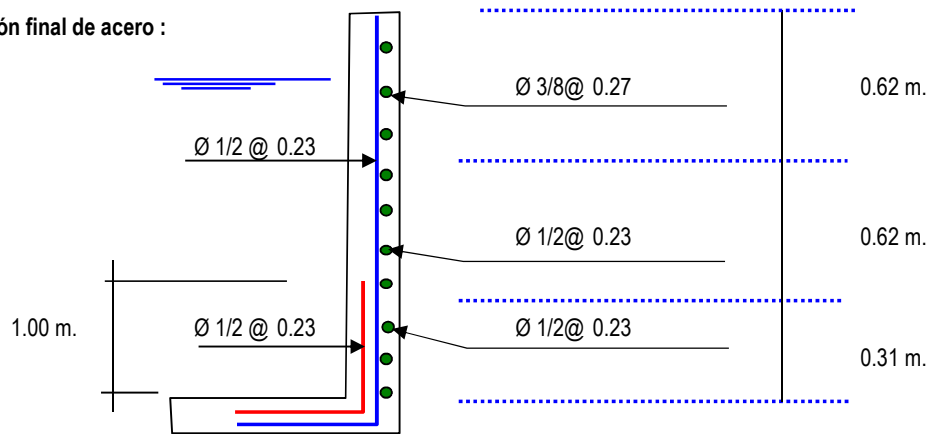 ón final de acero :
Ø 3/8@ 0.27
0.62 m.
Ø 1/2 @ 0.23
Ø 1/2@ 0.23
0.62 m.
1.00 m.
Ø 1/2 @ 0.23
Ø 1/2@ 0.23
0.31 m.